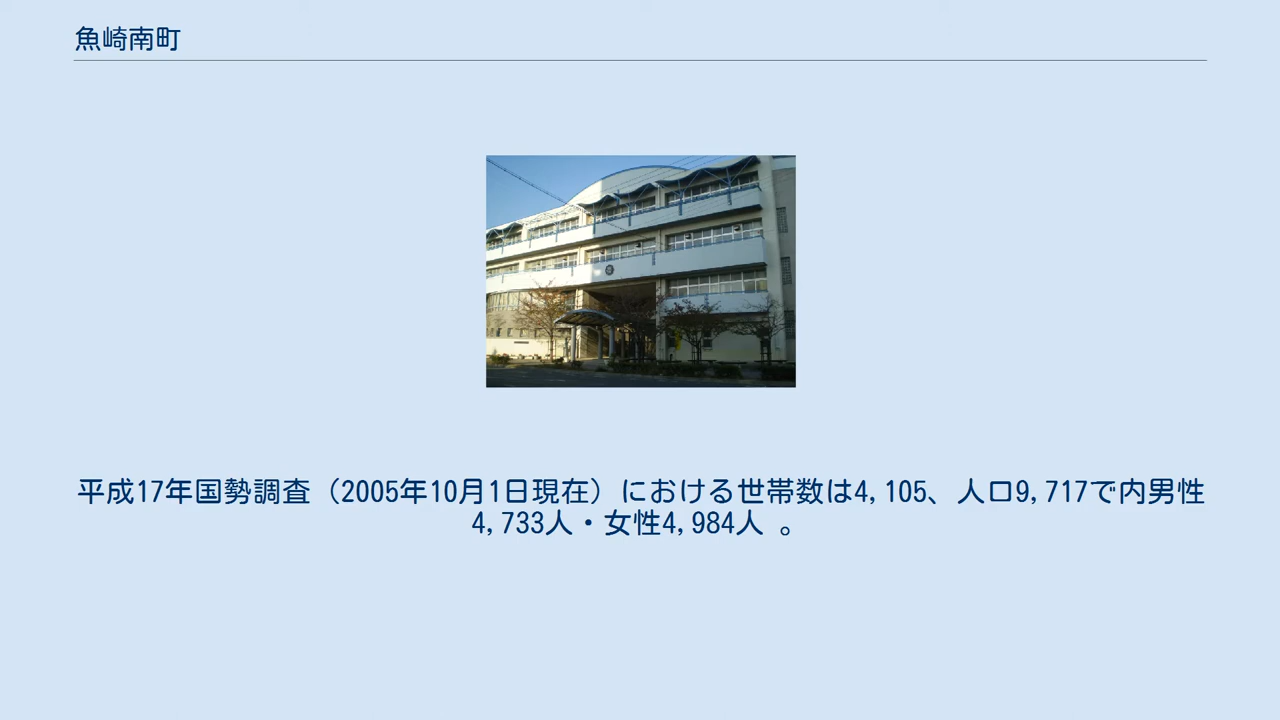 魚崎南町
平成17年国勢調査（2005年10月1日現在）における世帯数は4,105、人口9,717で内男性
4,733人・女性4,984人 。